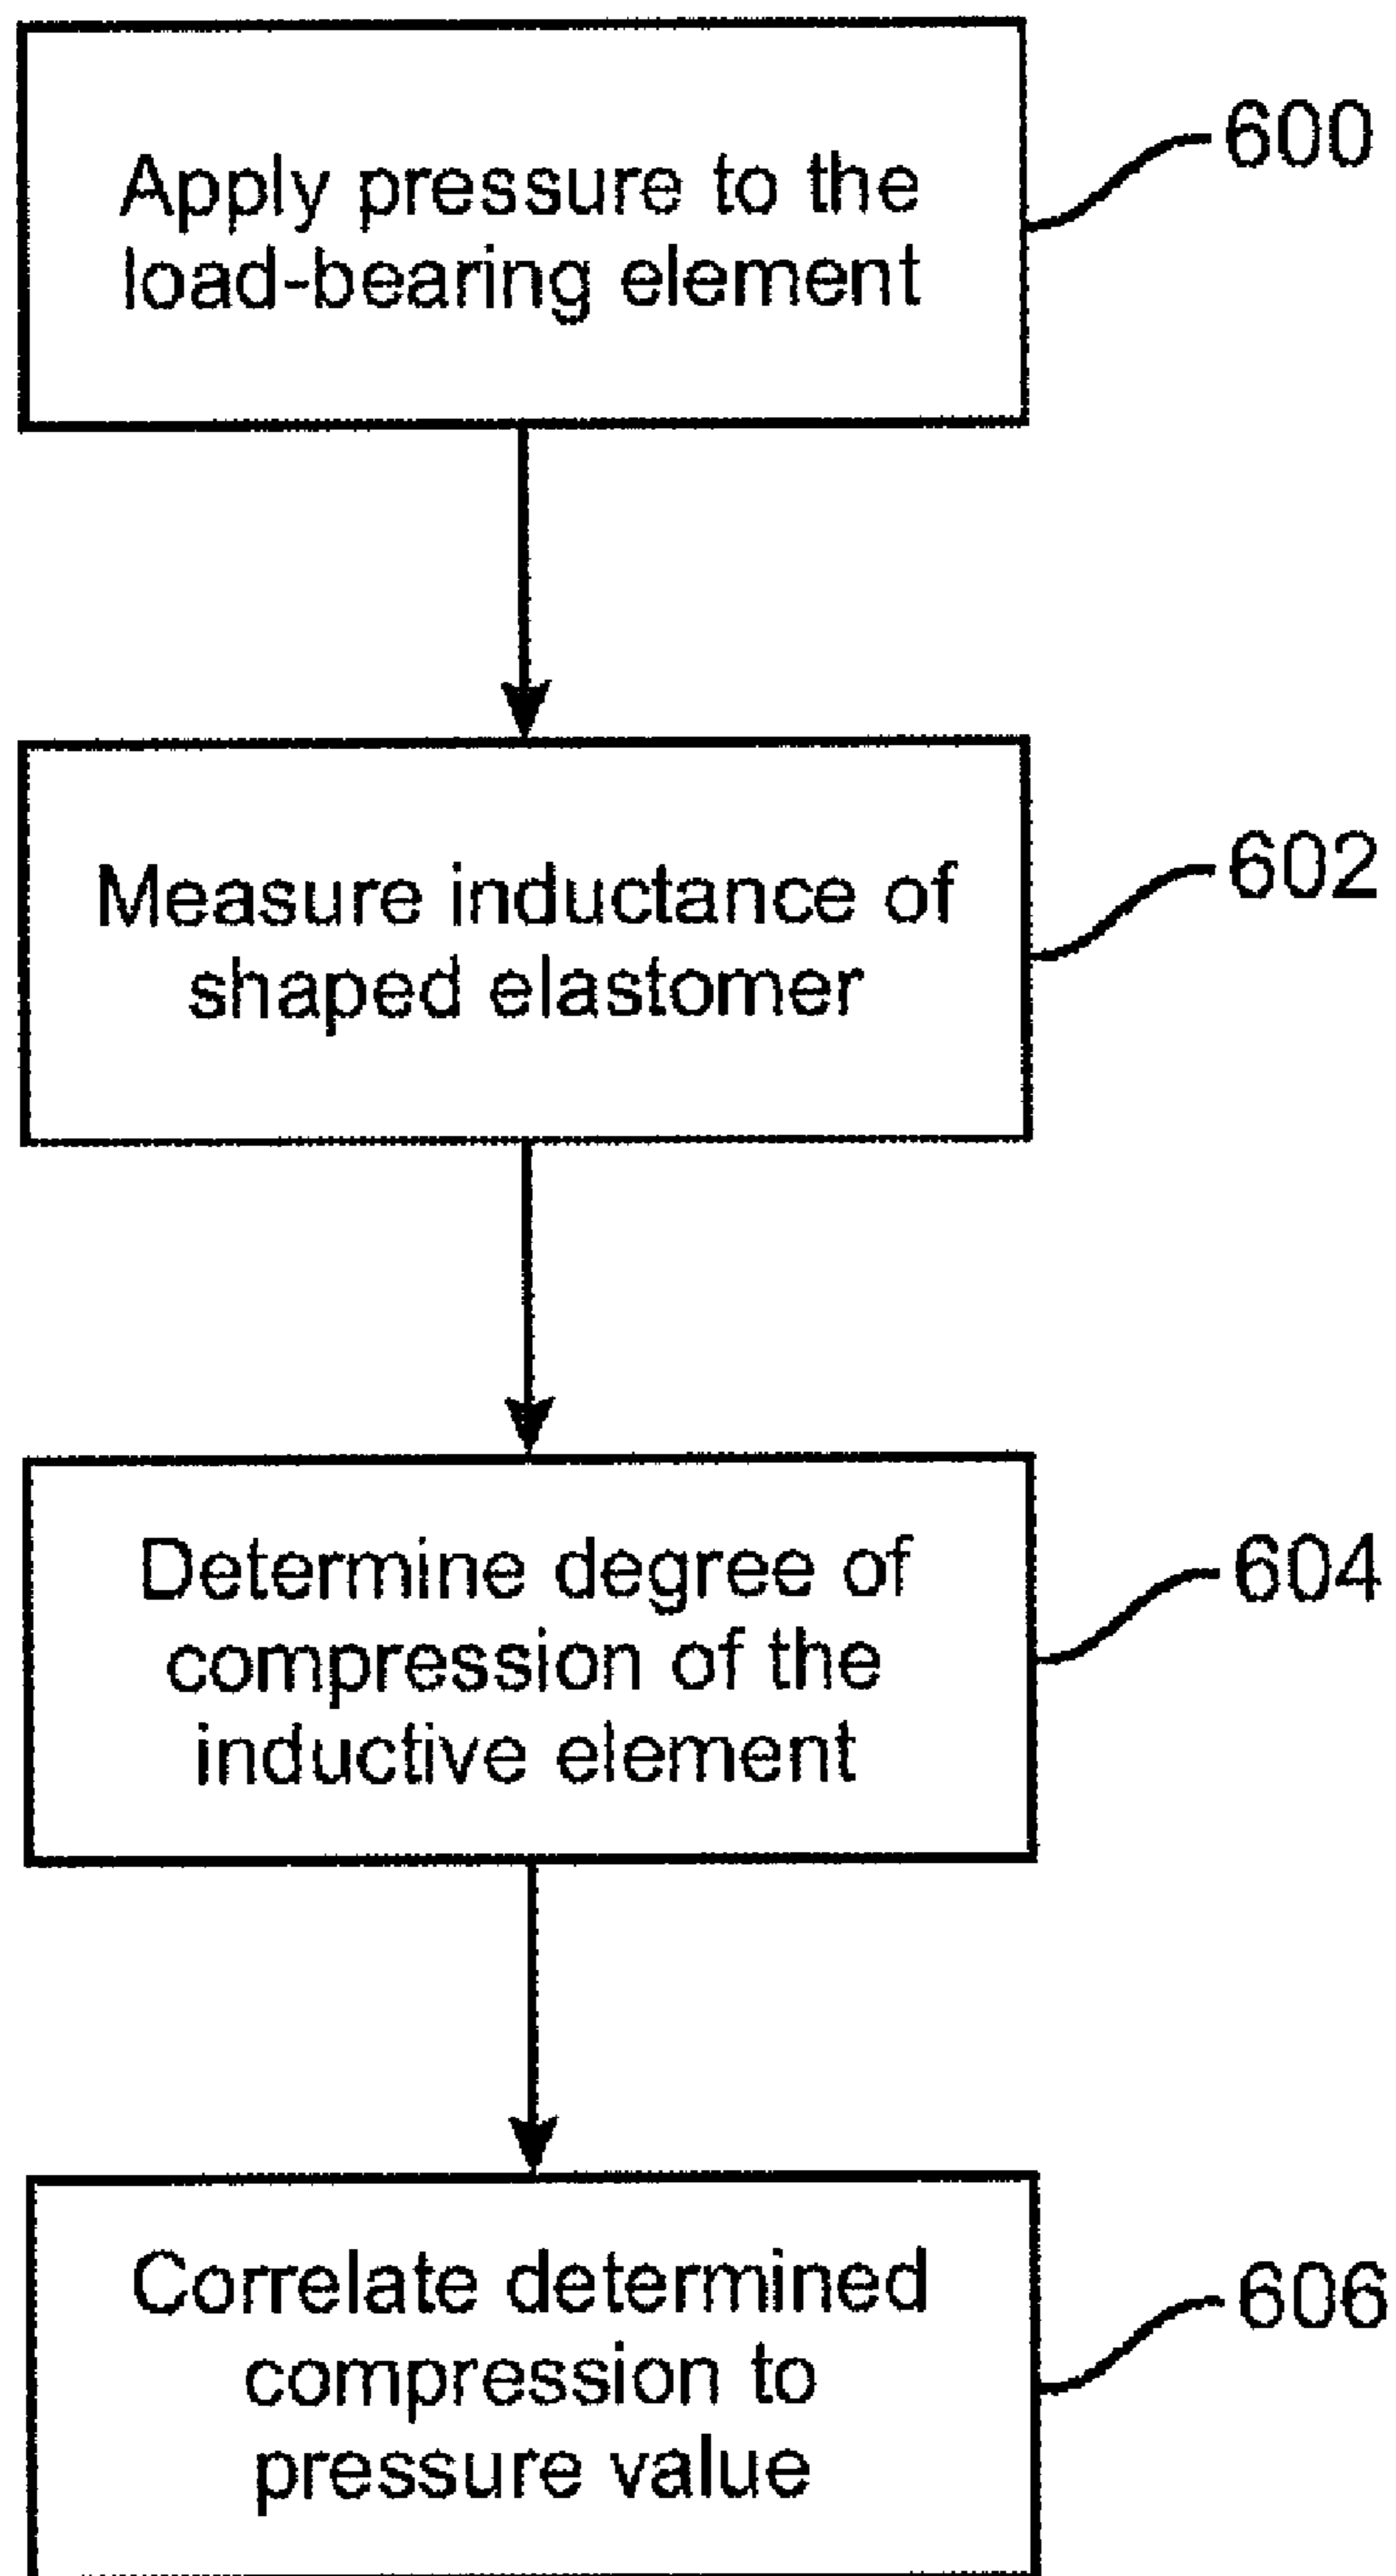 Apply pressure to the
load-bearing element
600
Measure inductance of
shaped elastomer
602
Determine degree of
compression of the
inductive element
604
Correlate determined
compression to
pressure value
606